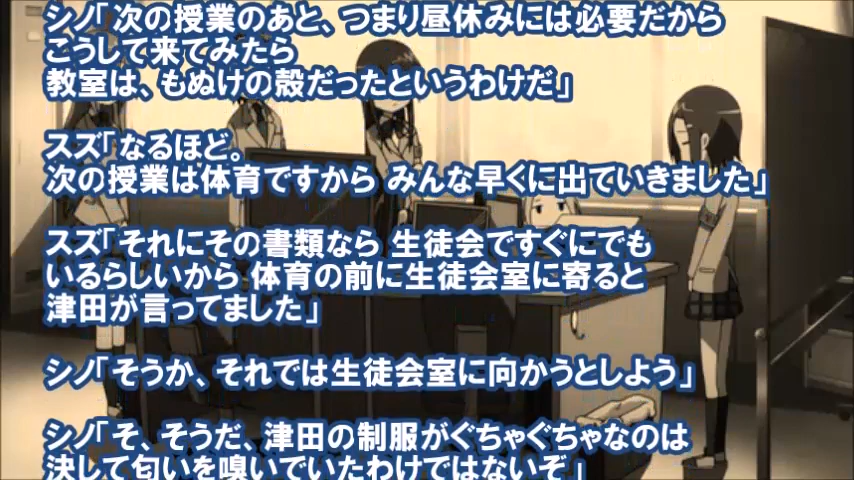 シノ「次の授業のあと、つまり昼休みには必要だから
こうして来てみたら
教室は、もぬけの殻だったというわけだ」
スズ「なるほど。
次の授業は体育ですから みんな早くに出ていきました」
スズ「それにその書類なら 生徒会ですぐにでも
いるらしいから 体育の前に生徒会室に寄ると
津田が言ってました」
シノ「そうか、それでは生徒会室に向かうとしよう」
シノ「そ、そうだ、津田の制服がぐちゃぐちゃなのは
決して匂いを嗅いでいたわけではないぞ」